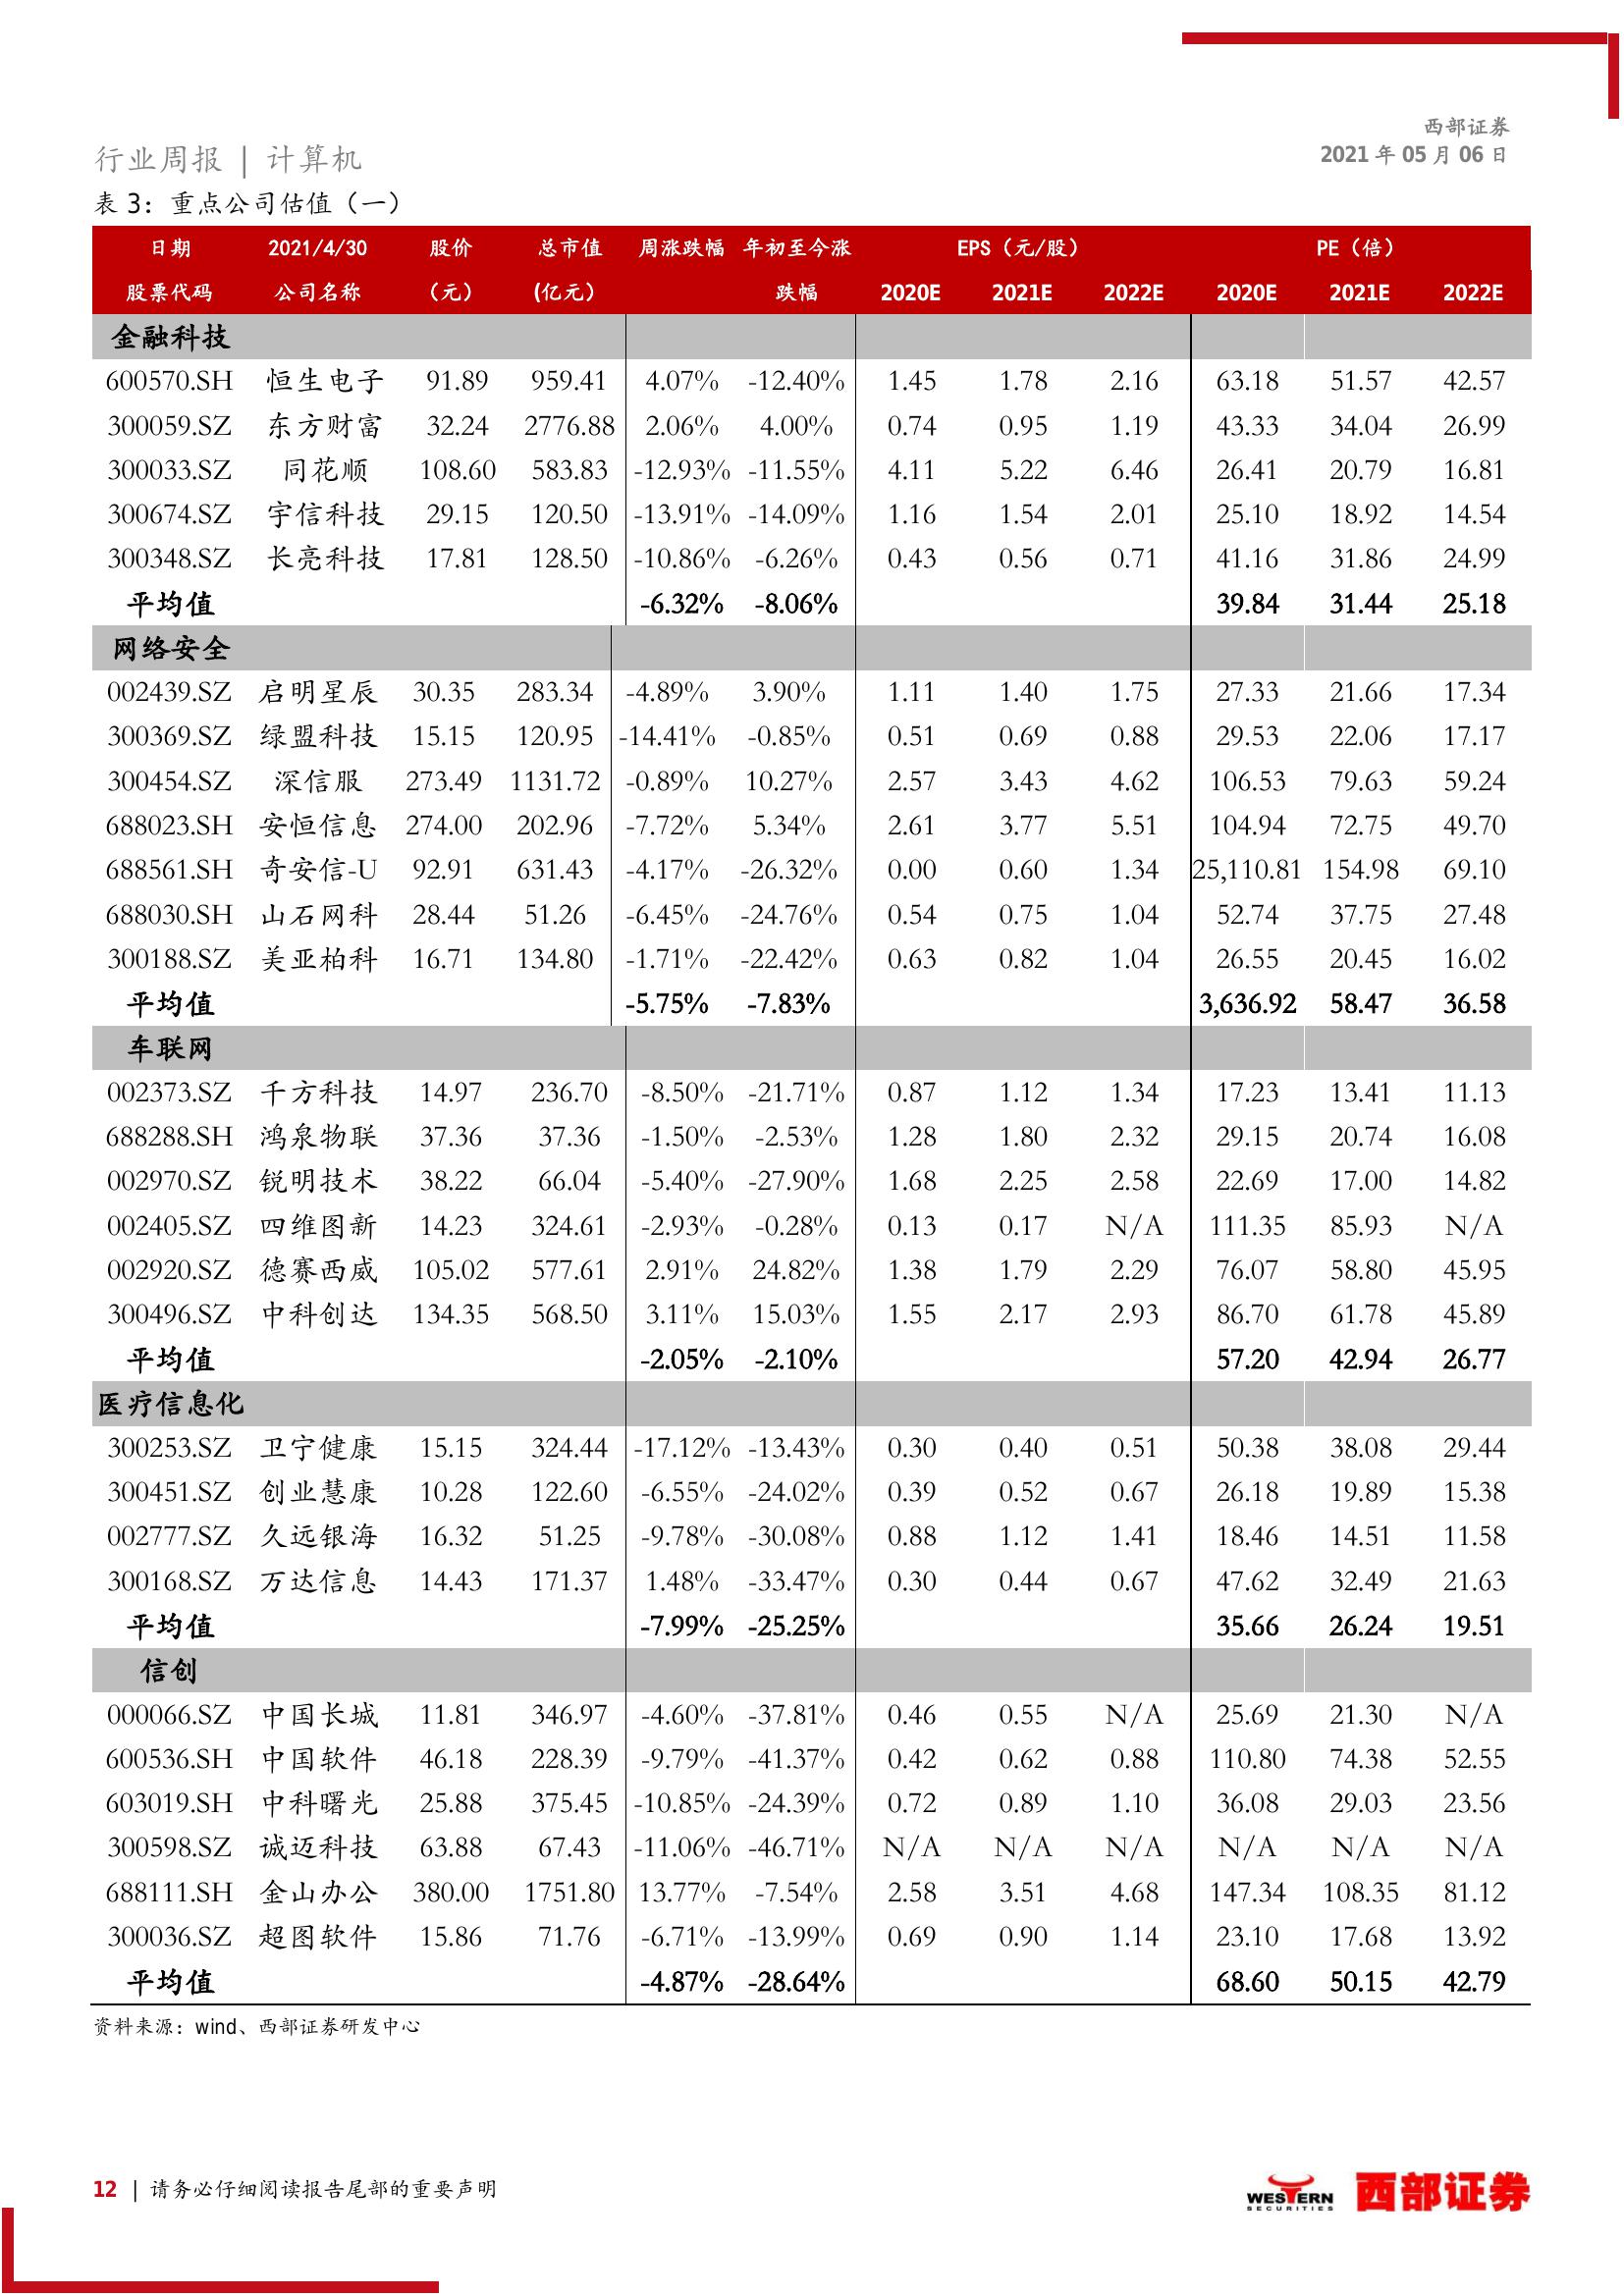 西部证券
2021 年 05 月 06 日
行业周报 | 计算机
表 3：重点公司估值（一）
日期 2021/4/30 股价 总市值 周涨跌幅 年初至今涨 EPS（元/股） PE（倍）
股票代码 公司名称 （元） (亿元） 跌幅 2020E 2021E 2022E 2020E 2021E 2022E
金融科技
600570.SH 恒生电子 91.89 959.41 4.07% -12.40% 1.45 1.78 2.16 63.18 51.57 42.57
300059.SZ 东方财富 32.24 2776.88 2.06% 4.00% 0.74 0.95 1.19 43.33 34.04 26.99
300033.SZ 同花顺 108.60 583.83 -12.93% -11.55% 4.11 5.22 6.46 26.41 20.79 16.81
300674.SZ 宇信科技 29.15 120.50 -13.91% -14.09% 1.16 1.54 2.01 25.10 18.92 14.54
300348.SZ 长亮科技 17.81 128.50 -10.86% -6.26% 0.43 0.56 0.71 41.16 31.86 24.99
平均值 -6.32% -8.06% 39.84 31.44 25.18
网络安全
002439.SZ 启明星辰 30.35 283.34 -4.89% 3.90% 1.11 1.40 1.75 27.33 21.66 17.34
300369.SZ 绿盟科技 15.15 120.95 -14.41% -0.85% 0.51 0.69 0.88 29.53 22.06 17.17
300454.SZ 深信服 273.49 1131.72 -0.89% 10.27% 2.57 3.43 4.62 106.53 79.63 59.24
688023.SH 安恒信息 274.00 202.96 -7.72% 5.34% 2.61 3.77 5.51 104.94 72.75 49.70
688561.SH 奇安信-U 92.91 631.43 -4.17% -26.32% 0.00 0.60 1.34 25,110.81 154.98 69.10
688030.SH 山石网科 28.44 51.26 -6.45% -24.76% 0.54 0.75 1.04 52.74 37.75 27.48
300188.SZ 美亚柏科 16.71 134.80 -1.71% -22.42% 0.63 0.82 1.04 26.55 20.45 16.02
平均值 -5.75% -7.83% 3,636.92 58.47 36.58
车联网
002373.SZ 千方科技 14.97 236.70 -8.50% -21.71% 0.87 1.12 1.34 17.23 13.41 11.13
688288.SH 鸿泉物联 37.36 37.36 -1.50% -2.53% 1.28 1.80 2.32 29.15 20.74 16.08
002970.SZ 锐明技术 38.22 66.04 -5.40% -27.90% 1.68 2.25 2.58 22.69 17.00 14.82
002405.SZ 四维图新 14.23 324.61 -2.93% -0.28% 0.13 0.17 N/A 111.35 85.93 N/A
002920.SZ 德赛西威 105.02 577.61 2.91% 24.82% 1.38 1.79 2.29 76.07 58.80 45.95
300496.SZ 中科创达 134.35 568.50 3.11% 15.03% 1.55 2.17 2.93 86.70 61.78 45.89
平均值 -2.05% -2.10% 57.20 42.94 26.77
医疗信息化
300253.SZ 卫宁健康 15.15 324.44 -17.12% -13.43% 0.30 0.40 0.51 50.38 38.08 29.44
300451.SZ 创业慧康 10.28 122.60 -6.55% -24.02% 0.39 0.52 0.67 26.18 19.89 15.38
002777.SZ 久远银海 16.32 51.25 -9.78% -30.08% 0.88 1.12 1.41 18.46 14.51 11.58
300168.SZ 万达信息 14.43 171.37 1.48% -33.47% 0.30 0.44 0.67 47.62 32.49 21.63
平均值 -7.99% -25.25% 35.66 26.24 19.51
信创
000066.SZ 中国长城 11.81 346.97 -4.60% -37.81% 0.46 0.55 N/A 25.69 21.30 N/A
600536.SH 中国软件 46.18 228.39 -9.79% -41.37% 0.42 0.62 0.88 110.80 74.38 52.55
603019.SH 中科曙光 25.88 375.45 -10.85% -24.39% 0.72 0.89 1.10 36.08 29.03 23.56
300598.SZ 诚迈科技 63.88 67.43 -11.06% -46.71% N/A N/A N/A N/A N/A N/A
688111.SH 金山办公 380.00 1751.80 13.77% -7.54% 2.58 3.51 4.68 147.34 108.35 81.12
300036.SZ 超图软件 15.86 71.76 -6.71% -13.99% 0.69 0.90 1.14 23.10 17.68 13.92
平均值 -4.87% -28.64% 68.60 50.15 42.79
资料来源：wind、西部证券研发中心
12 | 请务必仔细阅读报告尾部的重要声明
WESTERN
SECURITIES
西部证券